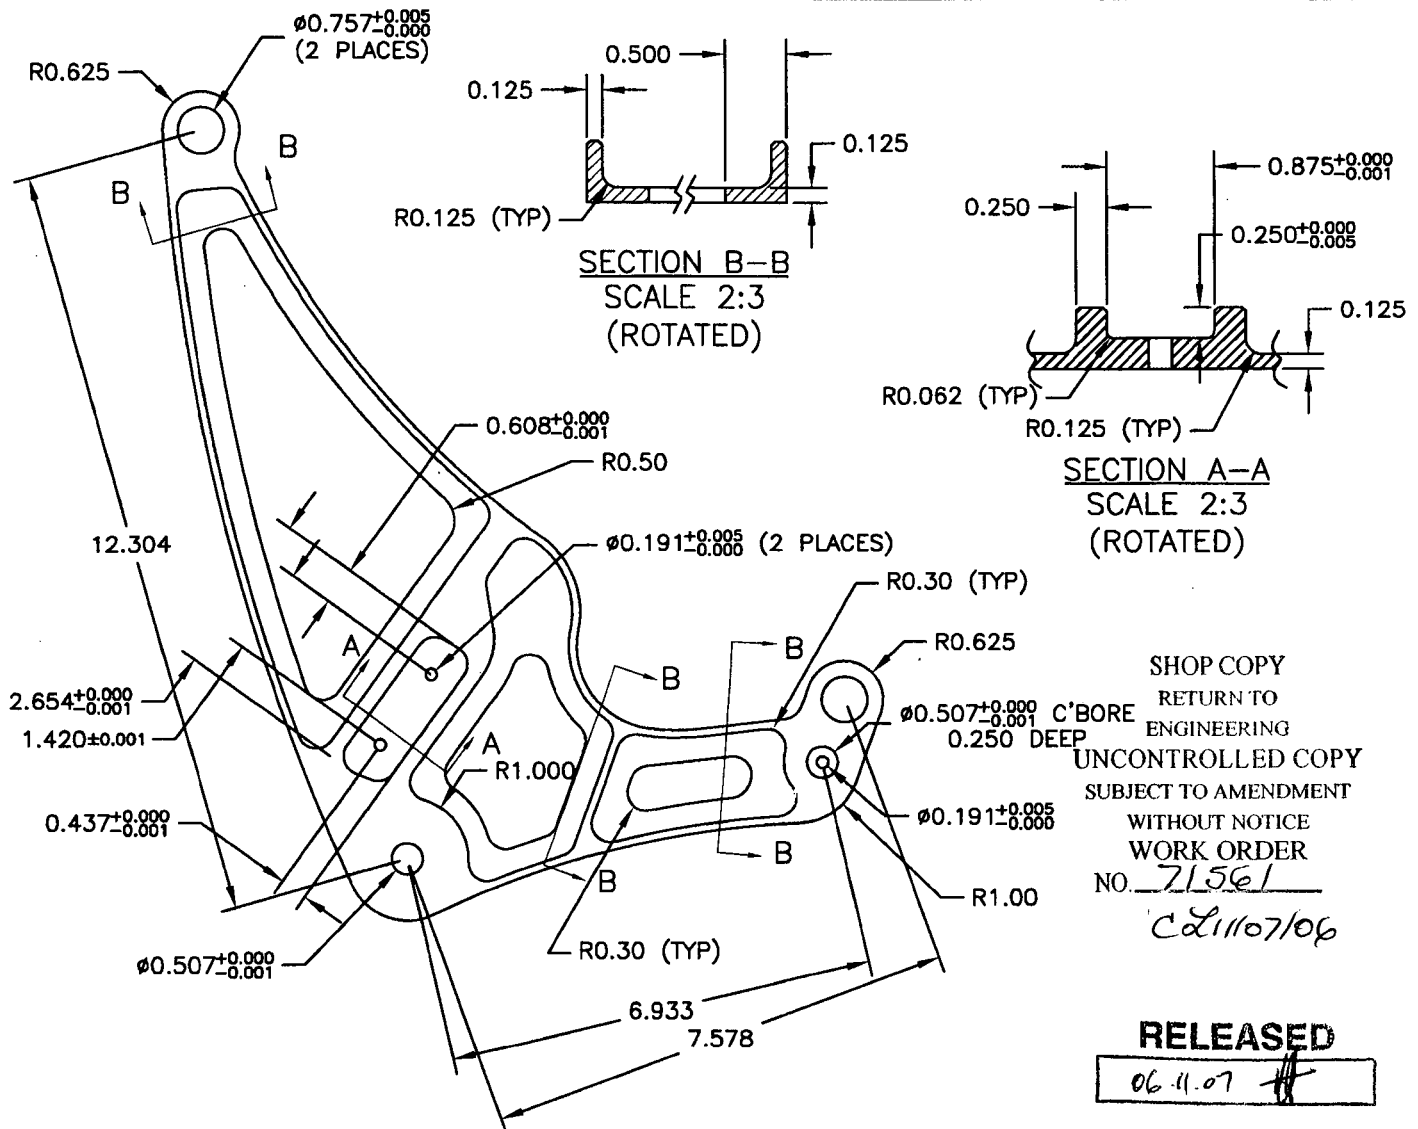 ø0.757+0.005 -0.000
(2 PLACES)
R0.625
B
B
0.500
0.125
0.125
R0.125 (TYP)
SECTION B-B
SCALE 2:3
(ROTATED)
0.875+0.000 -0.001
0.250
0.250+0.000 -0.005
0.125
R0.062 (TYP)
R0.125 (TYP)
SECTION A-A
SCALE 2:3
(ROTATED)
0.608+0.000 -0.001
R0.50
12.304
ø0.191+0.005 -0.000 (2 PLACES)
R0.30 (TYP)
R0.625
A
A
B
B
B
B
2.654+0.000 -0.001
1.420±0.001
R1.000
ø0.507+0.000 -0.001 C'BORE
0.250 DEEP
0.437+0.000 -0.001
ø0.191+0.005 -0.000
R1.00
R0.30 (TYP)
ø0.507+0.000 -0.001
6.933
7.578
SHOP COPY
RETURN TO
ENGINEERING
UNCONTROLLED COPY
SUBJECT TO AMENDMENT
WITHOUT NOTICE
WORK ORDER
NO. 71561
RELEASED
06.11.07